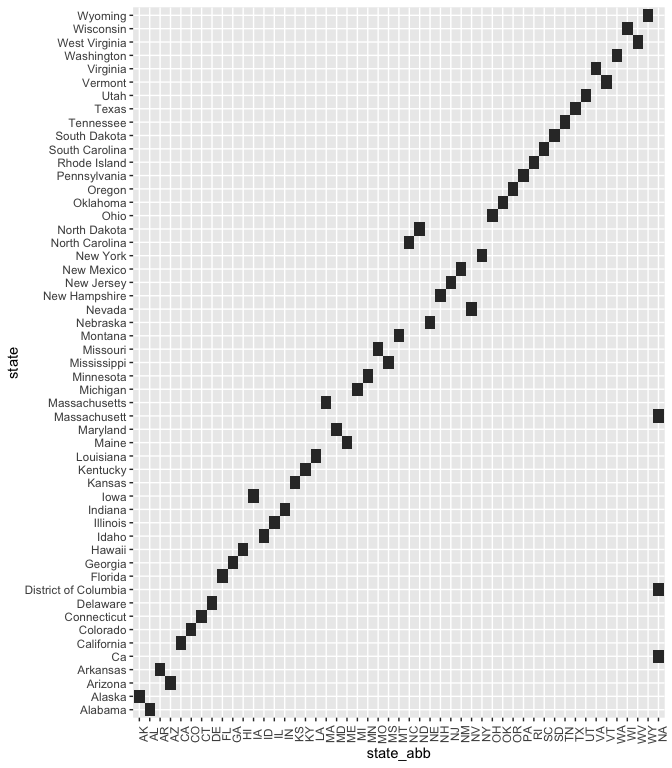 Wyoming
Wisconsin
West Virginia
Washington
Virginia
Vermont
Utah
Texas
Tennessee
South Dakota
South Carolina
Rhode Island
Pennsylvania
Oregon
Oklahoma
Ohio
North Dakota
North Carolina
New York
New Mexico
New Jersey
New Hampshire
Nevada
Nebraska
Montana
Missouri
Mississippi
Minnesota
Michigan
Massachusetts
Massachusett
Maryland
Maine
Louisiana
Kentucky
Kansas
Iowa
Indiana
Illinois
Idaho
Hawaii
Georgia
Florida
District of Columbia
Delaware
Connecticut
Colorado
California
Ca
Arkansas
Arizona
Alaska
Alabama
state
AK AL AR AZ CA CO CT DE FL GA HI IA ID IL IN KS KY LA MA MD ME MI MN MO MS MT NC ND NE NH NJ NM NV NY OH OK OR PA RI SC SD TN TX UT VA VT WA WI WV WY NA
state_abb